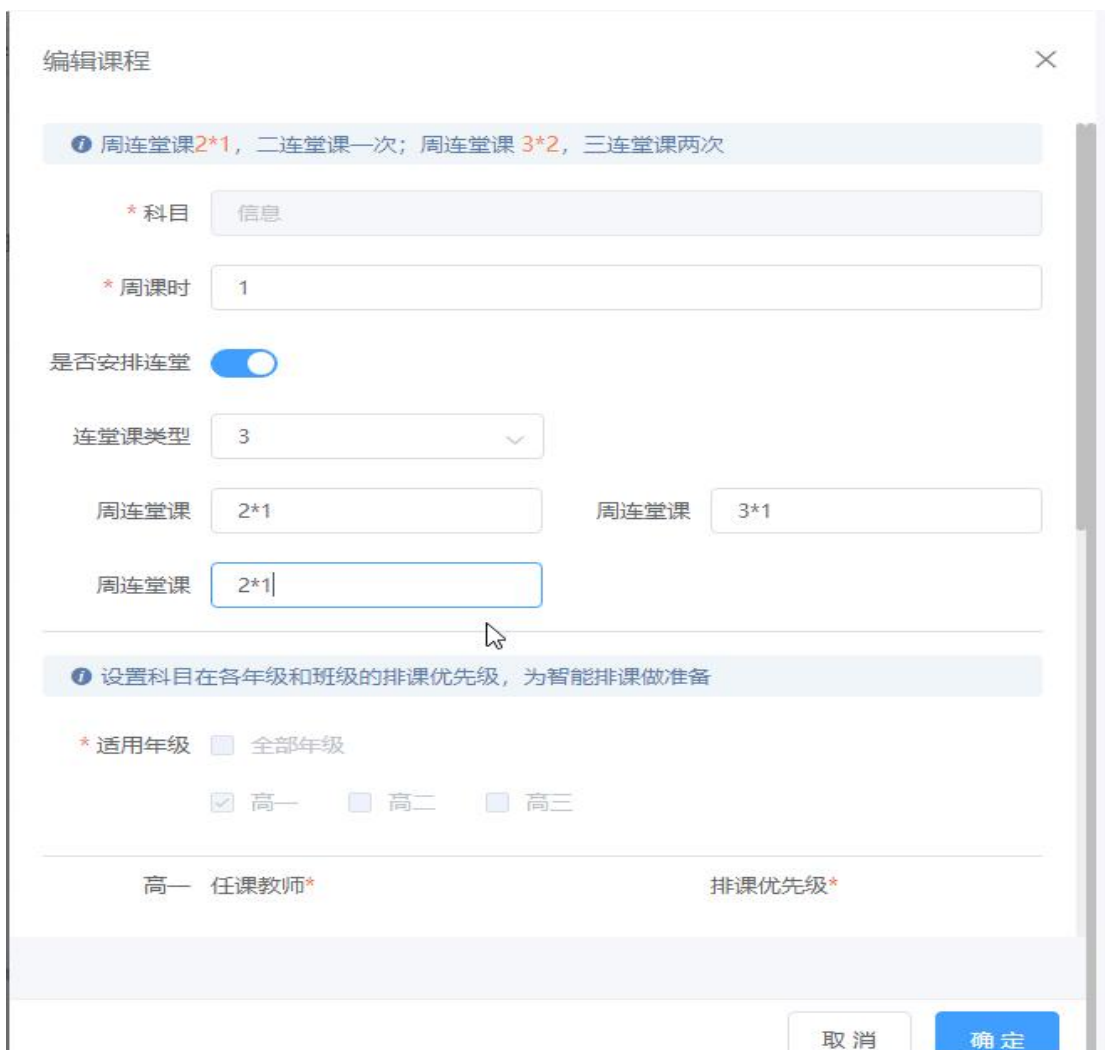 编辑课程
周连堂课2*1，二连堂课一次；周连堂课 3*2，三连堂课两次
* 科目 信息
* 周课时 1
是否安排连堂
连堂课类型 3
周连堂课 2*1 周连堂课 3*1
周连堂课 2*1
设置科目在各年级和班级的排课优先级，为智能排课做准备
* 适用年级 全部年级
高一 高二 高三
高一 任课教师* 排课优先级*
取 消 确 定